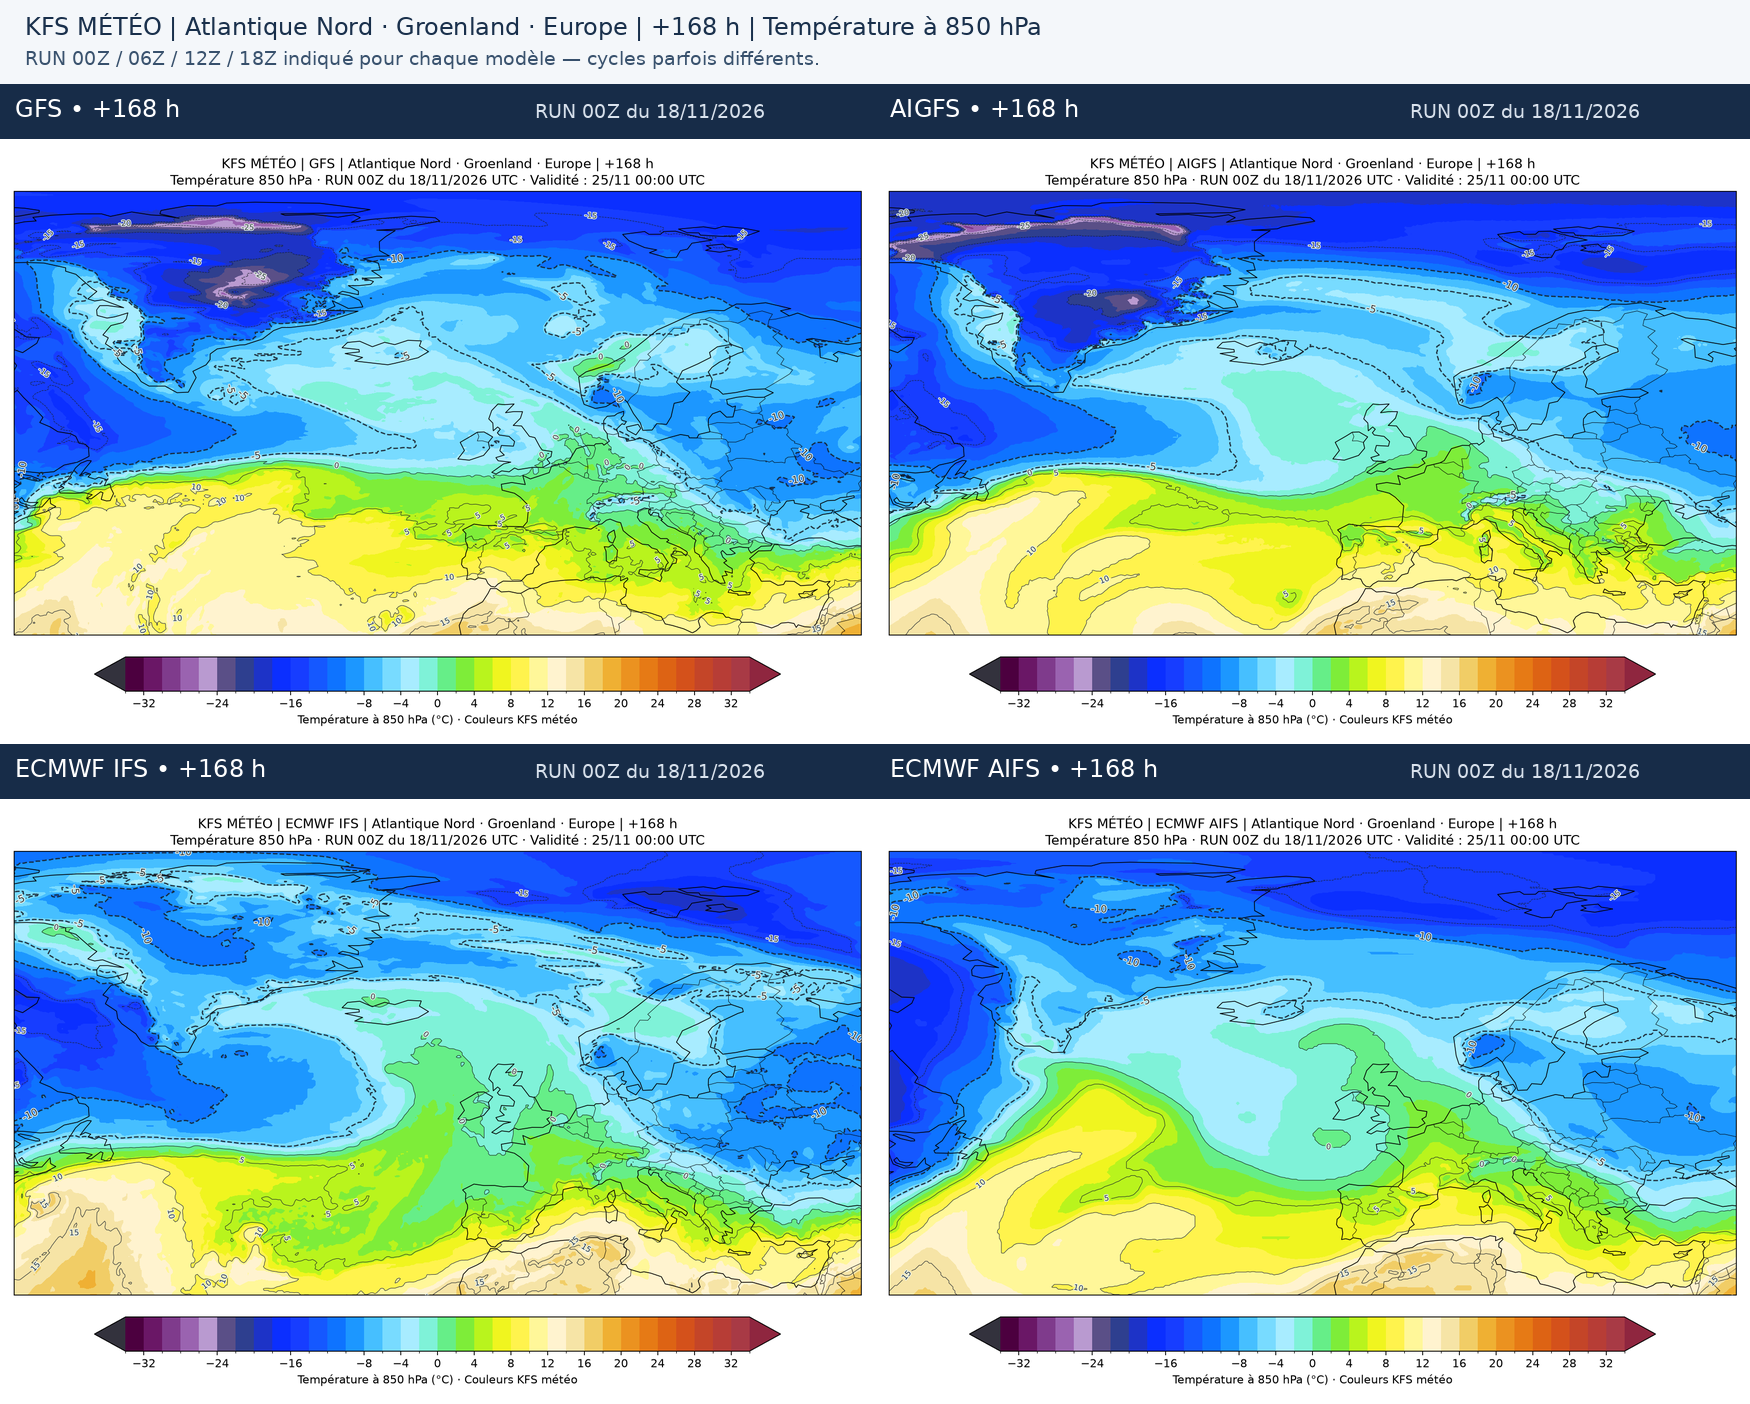 KFS MÉTÉO | Atlantique Nord · Groenland · Europe | +168 h | Température à 850 hPa
RUN 00Z / 06Z / 12Z / 18Z indiqué pour chaque modèle — cycles parfois différents.
GFS • +168 h
RUN 00Z du 18/11/2026
KFS MÉTÉO | GFS | Atlantique Nord · Groenland · Europe | +168 h
Température 850 hPa · RUN 00Z du 18/11/2026 UTC · Validité : 25/11 00:00 UTC
−32 −24 −16 −8 −4 0 4 8 12 16 20 24 28 32
Température à 850 hPa (°C) · Couleurs KFS météo
AIGFS • +168 h
RUN 00Z du 18/11/2026
KFS MÉTÉO | AIGFS | Atlantique Nord · Groenland · Europe | +168 h
Température 850 hPa · RUN 00Z du 18/11/2026 UTC · Validité : 25/11 00:00 UTC
−32 −24 −16 −8 −4 0 4 8 12 16 20 24 28 32
Température à 850 hPa (°C) · Couleurs KFS météo
ECMWF IFS • +168 h
RUN 00Z du 18/11/2026
KFS MÉTÉO | ECMWF IFS | Atlantique Nord · Groenland · Europe | +168 h
Température 850 hPa · RUN 00Z du 18/11/2026 UTC · Validité : 25/11 00:00 UTC
−32 −24 −16 −8 −4 0 4 8 12 16 20 24 28 32
Température à 850 hPa (°C) · Couleurs KFS météo
ECMWF AIFS • +168 h
RUN 00Z du 18/11/2026
KFS MÉTÉO | ECMWF AIFS | Atlantique Nord · Groenland · Europe | +168 h
Température 850 hPa · RUN 00Z du 18/11/2026 UTC · Validité : 25/11 00:00 UTC
−32 −24 −16 −8 −4 0 4 8 12 16 20 24 28 32
Température à 850 hPa (°C) · Couleurs KFS météo